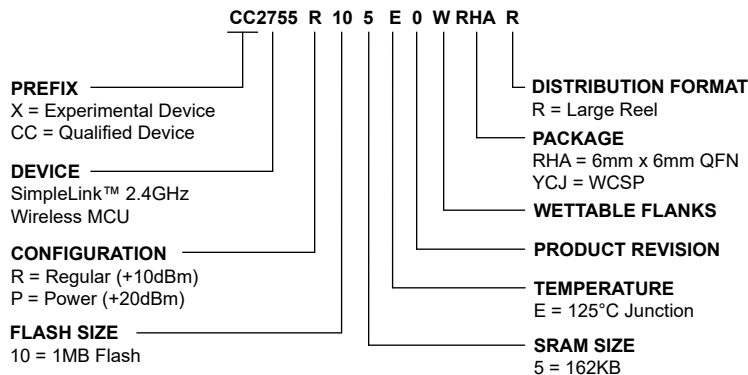 CC2755 R 10 5 E 0 W RHA R
PREFIX
X = Experimental Device
CC = Qualified Device
DEVICE
SimpleLink™ 2.4GHz
Wireless MCU
CONFIGURATION
R = Regular (+10dBm)
P = Power (+20dBm)
FLASH SIZE
10 = 1MB Flash
DISTRIBUTION FORMAT
R = Large Reel
PACKAGE
RHA = 6mm x 6mm QFN
YCJ = WCSP
WETTABLE FLANKS
PRODUCT REVISION
TEMPERATURE
E = 125°C Junction
SRAM SIZE
5 = 162KB